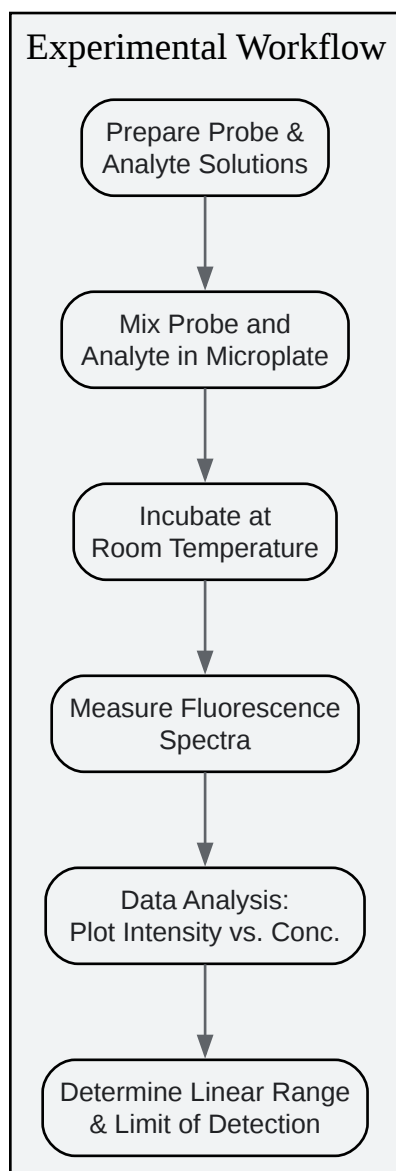 Experimental Workflow
Prepare Probe &
Analyte Solutions
Mix Probe and
Analyte in Microplate
Incubate at
Room Temperature
Measure Fluorescence
Spectra
Data Analysis:
Plot Intensity vs. Conc.
Determine Linear Range
& Limit of Detection